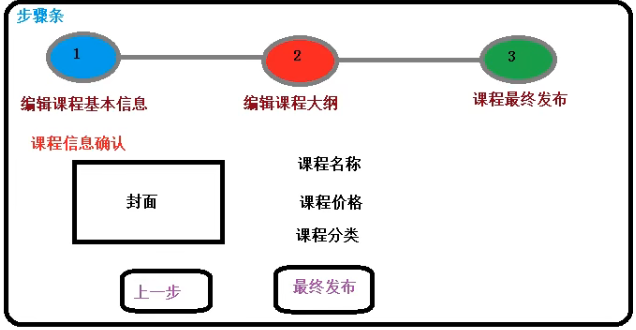 步骤条
1 2 3
编辑课程基本信息 编辑课程大纲 课程最终发布
课程信息确认
课程名称
封面 课程价格
课程分类
上一步 最终发布